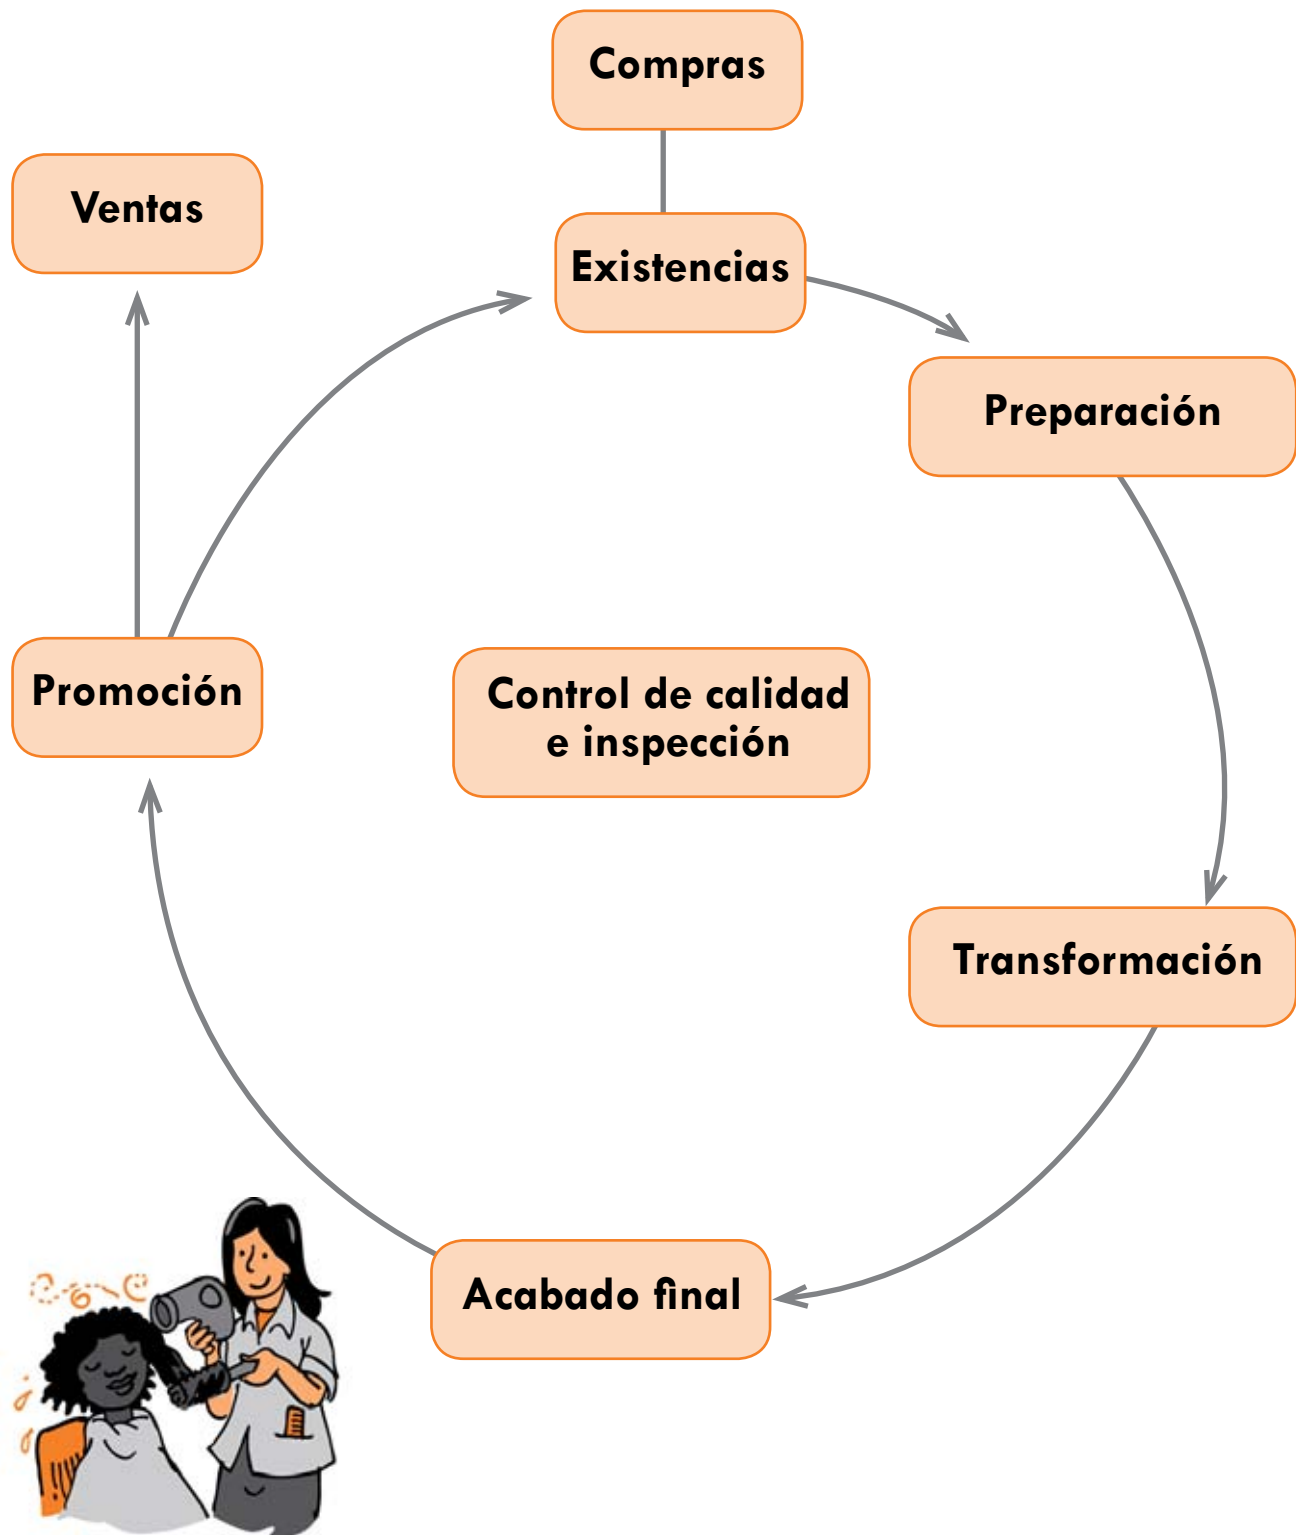 Compras
Ventas
Existencias
Preparación
Promoción
Control de calidad
e inspección
Transformación
Acabado final